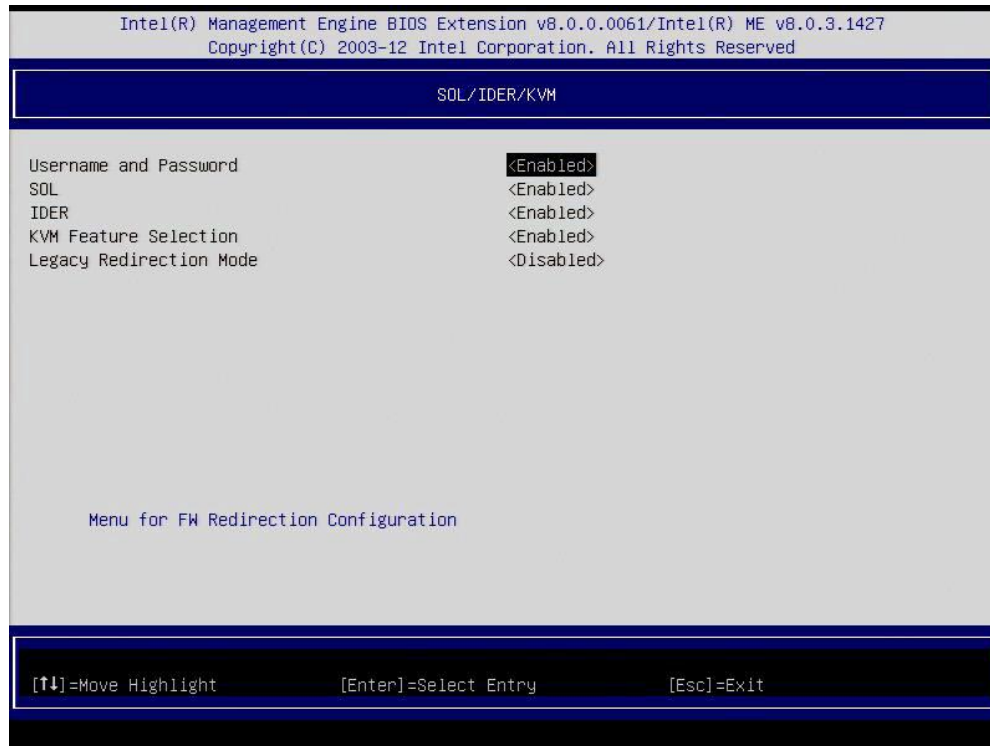 Intel(R) Management Engine BIOS Extension v8.0.0.0061/Intel(R) ME v8.0.3.1427
Copyright(C) 2003-12 Intel Corporation. All Rights Reserved
SOL/IDER/KVM
Username and Password <Enabled>
SOL <Enabled>
IDER <Enabled>
KVM Feature Selection <Enabled>
Legacy Redirection Mode <Disabled>
Menu for FW Redirection Configuration
[↑↓]=Move Highlight [Enter]=Select Entry [Esc]=Exit